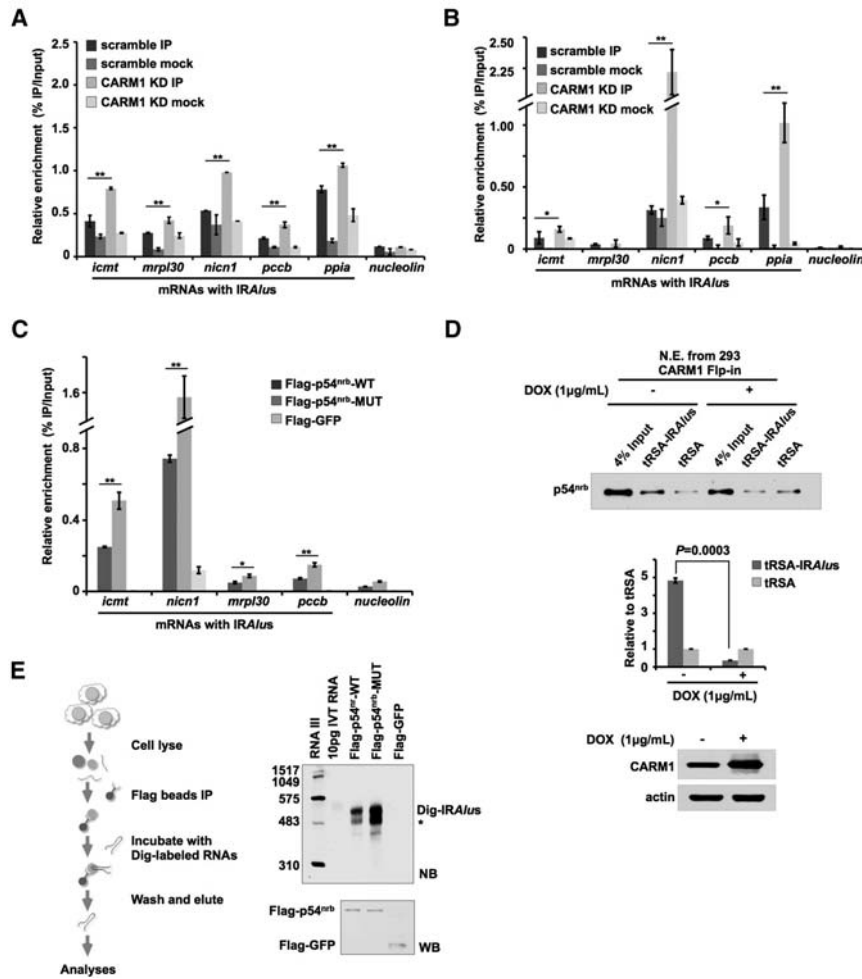 A
Relative enrichment (% IP/Input)
2.5
2.0
1.5
1.0
0.5
0
scramble IP
scramble mock
CARM1 KD IP
CARM1 KD mock
** ** ** ** **
icmt mrpl30 nicn1 pccb ppia nucleolin
mRNAs with IRAlus
B
Relative enrichment (% IP/Input)
2.50
2.25
1.00
0.50
0.25
0
scramble IP
scramble mock
CARM1 KD IP
CARM1 KD mock
* ** * **
icmt mrpl30 nicn1 pccb ppia nucleolin
mRNAs with IRAlus
C
Relative enrichment (% IP/Input)
1.6
0.8
0.4
0
Flag-p54nrb-WT
Flag-p54nrb-MUT
Flag-GFP
** ** * **
icmt nicn1 mrpl30 pccb nucleolin
mRNAs with IRAlus
D
N.E. from 293
CARM1 Flp-in
DOX (1µg/mL) - +
4% Input tRSA-IRAlus tRSA 4% Input tRSA-IRAlus tRSA
p54nrb
P=0.0003
tRSA-IRAlus
tRSA
Relative to tRSA
5
4
3
2
1
0
- +
DOX (1µg/mL)
DOX (1µg/mL) - +
CARM1
actin
E
Cell lyse
Flag beads IP
Incubate with
Dig-labeled RNAs
Wash and elute
Analyses
RNA III
10pg IVT RNA
Flag-p54nr-WT
Flag-p54nrb-MUT
Flag-GFP
1517
1049
575
483
310
Dig-IRAlus
*
NB
Flag-p54nrb
Flag-GFP
WB